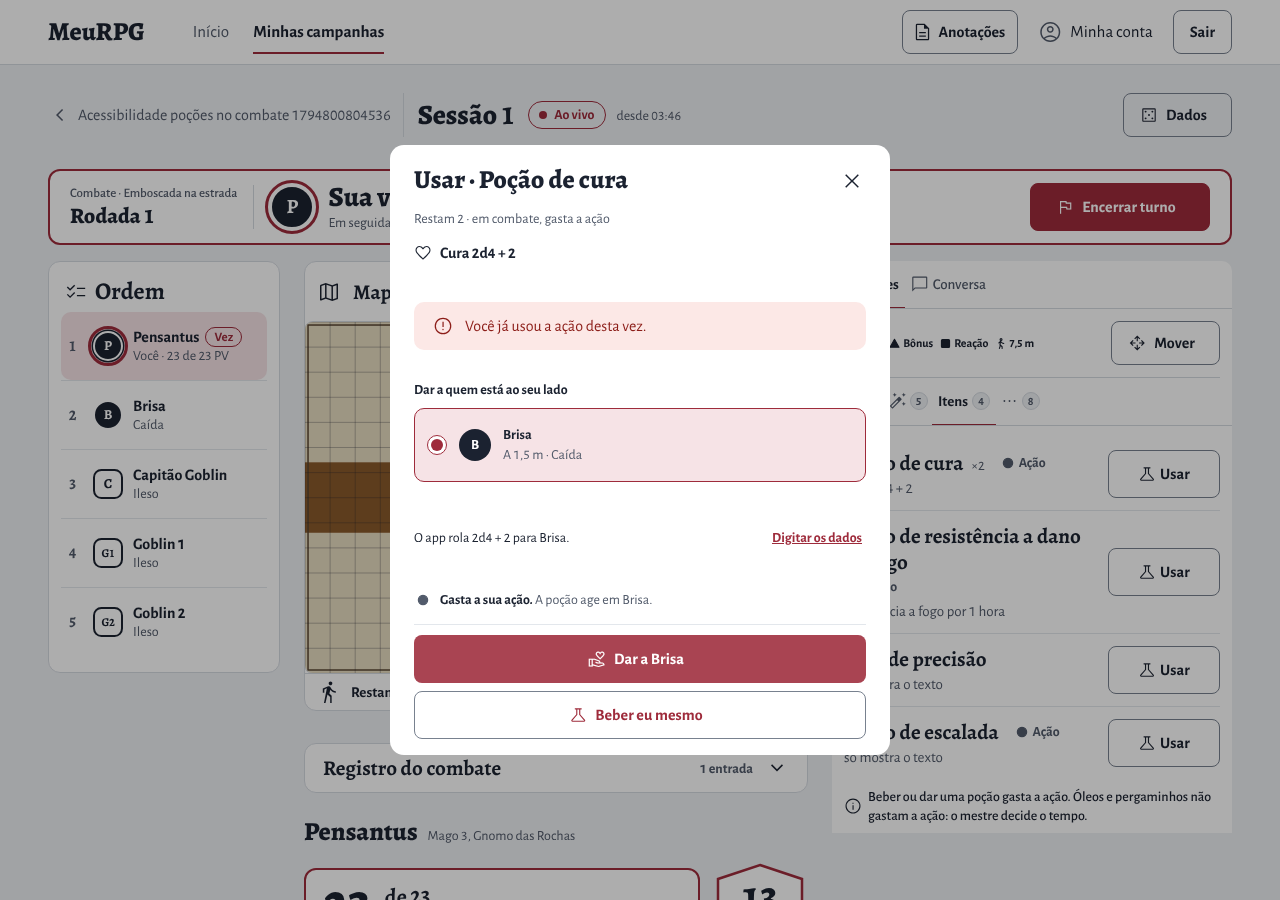 MeuRPG
Início
Minhas campanhas
Anotações
Minha conta
Sair
Acessibilidade poções no combate 1794800804536
Sessão 1
Ao vivo
desde 03:46
Dados
Combate · Emboscada na estrada
Rodada 1
P
Sua v
Em seguida
Encerrar turno
Ordem
1
P
Pensantus
Vez
Você · 23 de 23 PV
2
B
Brisa
Caída
3
C
Capitão Goblin
Ileso
4
G1
Goblin 1
Ileso
5
G2
Goblin 2
Ileso
Map
Restan
Usar · Poção de cura
Restam 2 · em combate, gasta a ação
Cura 2d4 + 2
Você já usou a ação desta vez.
Dar a quem está ao seu lado
B
Brisa
A 1,5 m · Caída
O app rola 2d4 + 2 para Brisa.
Digitar os dados
Gasta a sua ação. A poção age em Brisa.
Dar a Brisa
Beber eu mesmo
es
Conversa
Bônus
Reação
7,5 m
Mover
5
Itens
4
8
o de cura
×2
Ação
4 + 2
Usar
o de resistência a dano
go
o
cia a fogo por 1 hora
Usar
de precisão
ra o texto
Usar
o de escalada
Ação
só mostra o texto
Usar
Beber ou dar uma poção gasta a ação. Óleos e pergaminhos não
gastam a ação: o mestre decide o tempo.
Registro do combate
1 entrada
Pensantus
Mago 3, Gnomo das Rochas
23
de 23
13